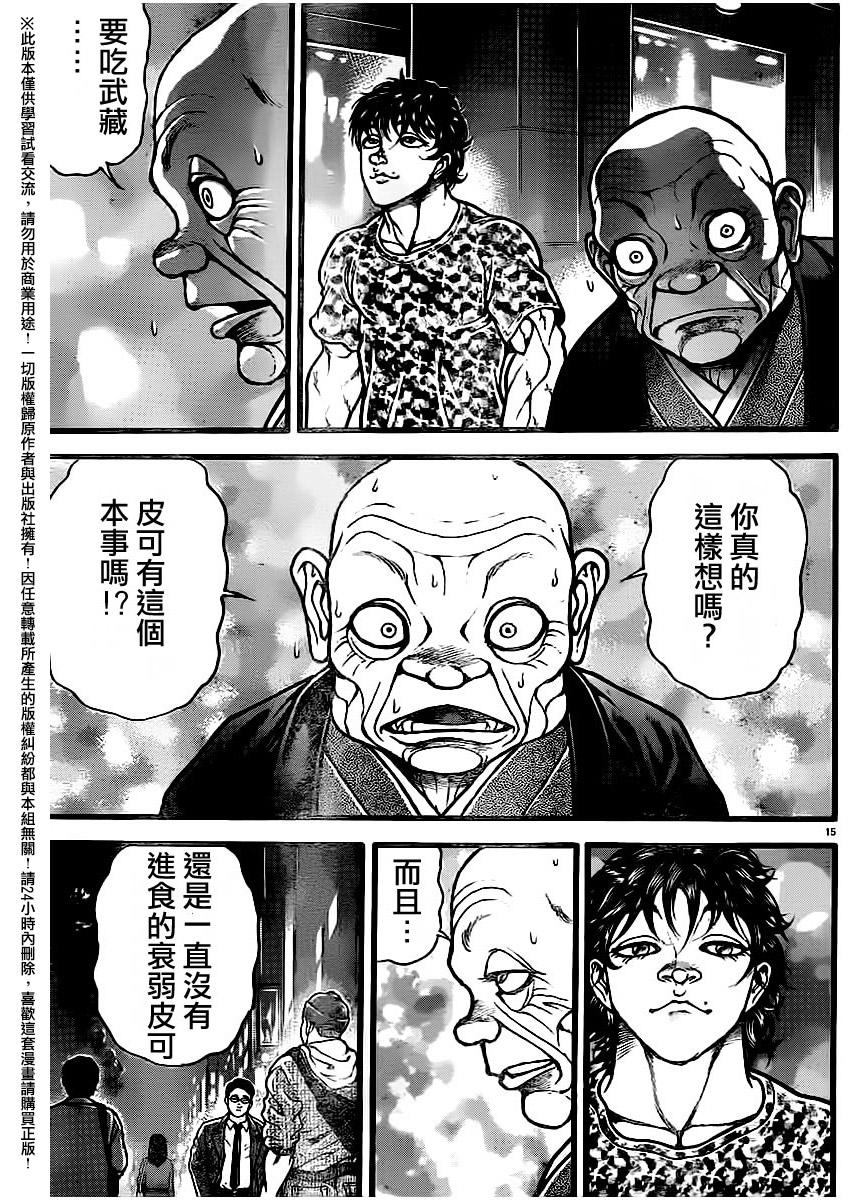 要吃武藏
……
你真的
這樣想嗎？
皮可有這個
本事嗎!?
15
而且…
還是一直沒有
進食的衰弱皮可
※此版本僅供學習試看交流，請勿用於商業用途！一切版權歸原作者與出版社擁有！因任意轉載所產生的版權糾紛都與本組無關！請24小時內刪除，喜歡這套漫畫請購買正版！